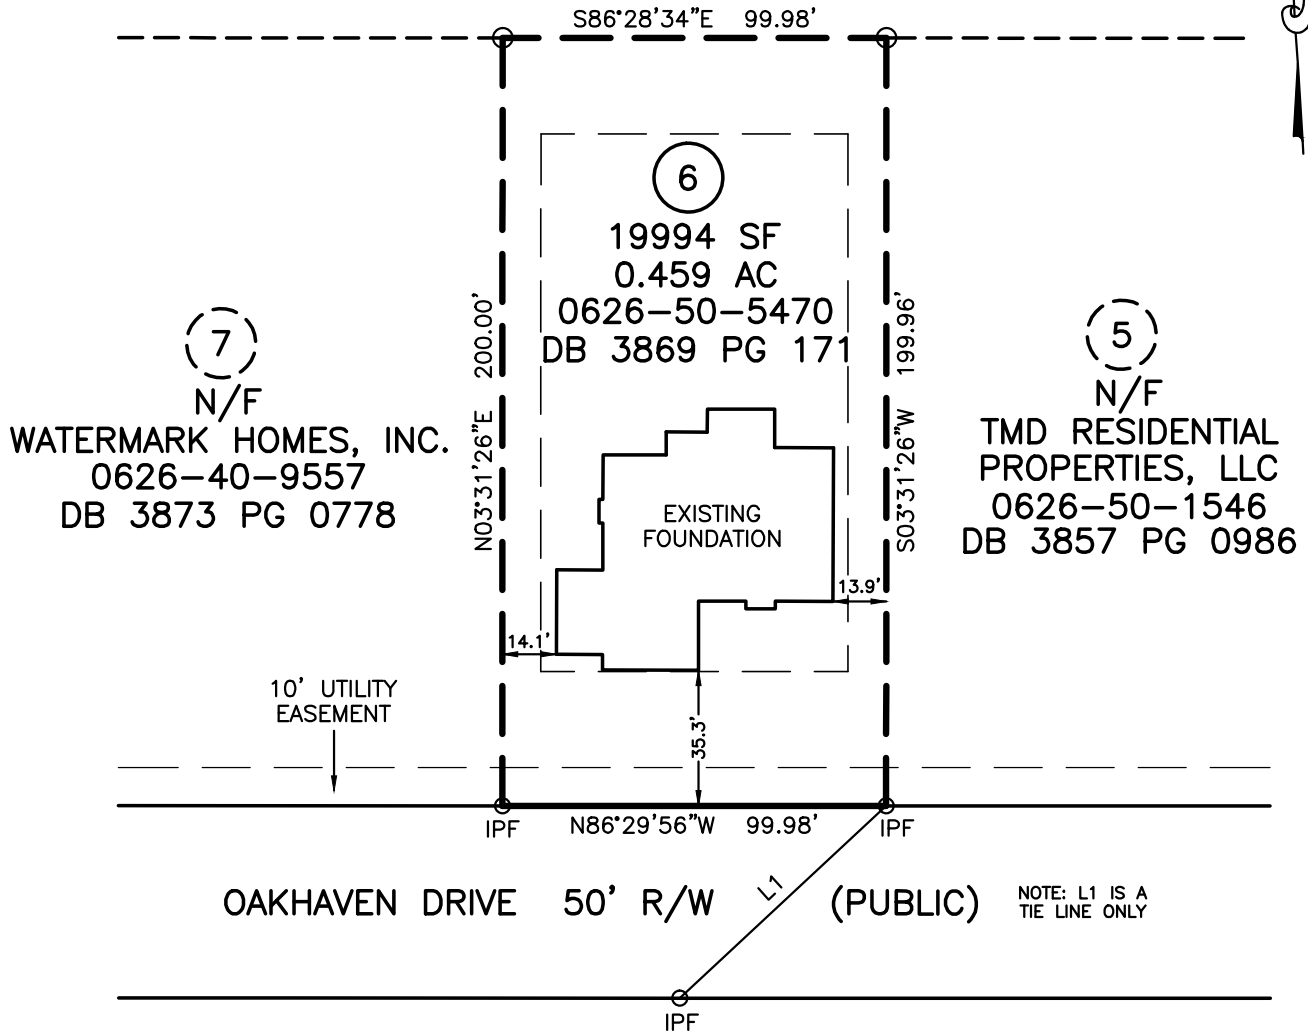 S86°28'34"E 99.98'
6
19994 SF
0.459 AC
0626-50-5470
DB 3869 PG 171
200.00'
N03°31'26"E
199.96'
S03°31'26"W
7
N/F
WATERMARK HOMES, INC.
0626-40-9557
DB 3873 PG 0778
5
N/F
TMD RESIDENTIAL
PROPERTIES, LLC
0626-50-1546
DB 3857 PG 0986
EXISTING
FOUNDATION
13.9'
14.1'
35.3'
10' UTILITY
EASEMENT
IPF
N86°29'56"W 99.98'
IPF
L1
OAKHAVEN DRIVE 50' R/W (PUBLIC)
NOTE: L1 IS A
TIE LINE ONLY
IPF